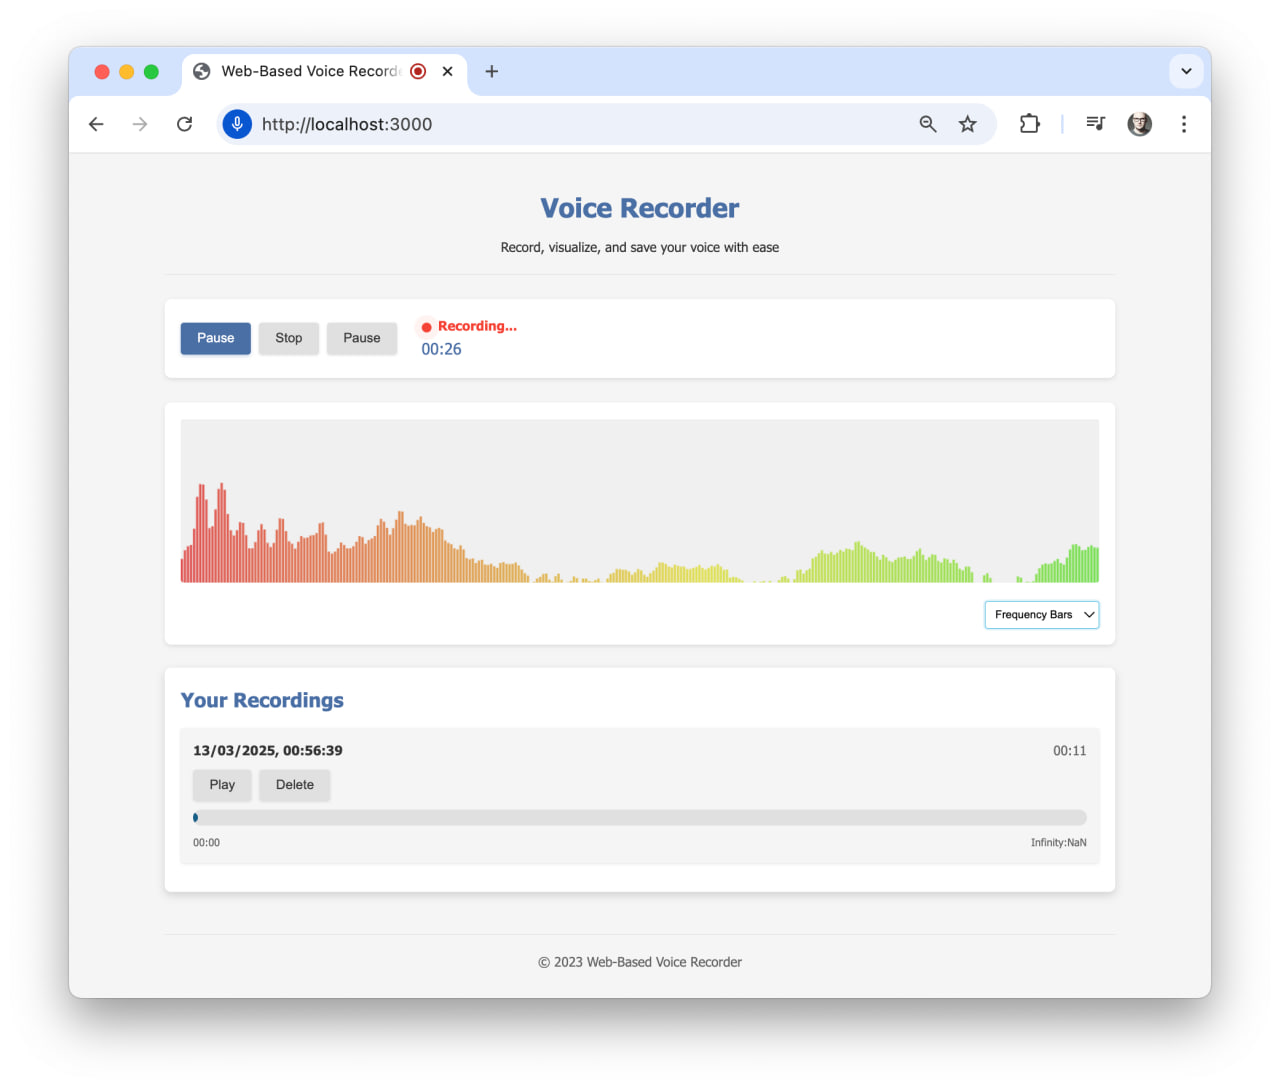 Web-Based Voice Record
http://localhost:3000
Voice Recorder
Record, visualize, and save your voice with ease
Pause Stop Pause
Recording...
00:26
Frequency Bars
Your Recordings
13/03/2025, 00:56:39 00:11
Play Delete
00:00 Infinity:NaN
© 2023 Web-Based Voice Recorder